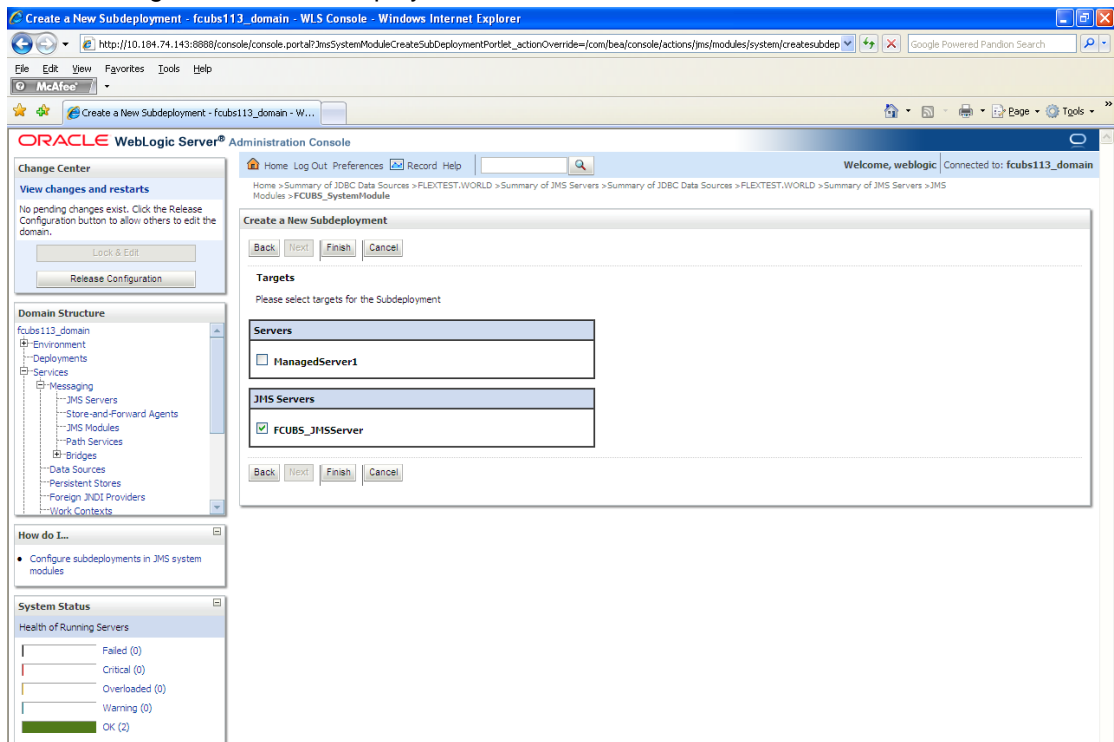 Create a New Subdeployment - fcubs113_domain - WLS Console - Windows Internet Explorer
http://10.184.74.143:8888/console/console.portal?JmsSystemModuleCreateSubDeploymentPortlet_actionOverride=/com/bea/console/actions/jms/modules/system/createsubdep
Google Powered Pandion Search
File Edit View Favorites Tools Help
McAfee
Create a New Subdeployment - fcubs113_domain - W...
Page Tools
ORACLE WebLogic Server® Administration Console
Change Center
View changes and restarts
No pending changes exist. Click the Release
Configuration button to allow others to edit the
domain.
Lock & Edit
Release Configuration
Domain Structure
fcubs113_domain
Environment
Deployments
Services
Messaging
JMS Servers
Store-and-Forward Agents
JMS Modules
Path Services
Bridges
Data Sources
Persistent Stores
Foreign JNDI Providers
Work Contexts
How do I...
Configure subdeployments in JMS system
modules
System Status
Health of Running Servers
Failed (0)
Critical (0)
Overloaded (0)
Warning (0)
OK (2)
Home Log Out Preferences Record Help
Welcome, weblogic Connected to: fcubs113_domain
Home >Summary of JDBC Data Sources >FLEXTEST.WORLD >Summary of JMS Servers >Summary of JDBC Data Sources >FLEXTEST.WORLD >Summary of JMS Servers >JMS
Modules >FCUBS_SystemModule
Create a New Subdeployment
Back Next Finish Cancel
Targets
Please select targets for the Subdeployment
Servers
ManagedServer1
JMS Servers
FCUBS_JMSServer
Back Next Finish Cancel